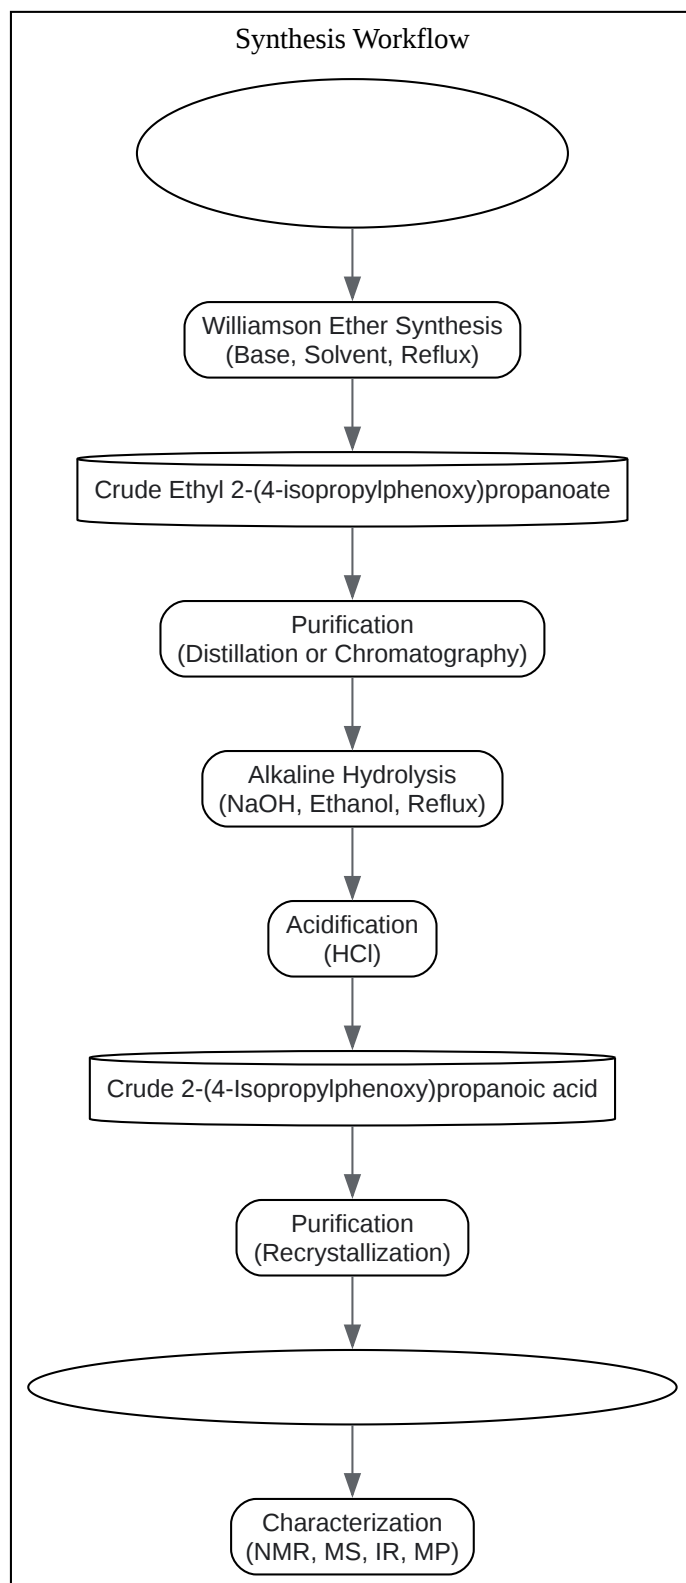 Synthesis Workflow
Williamson Ether Synthesis
(Base, Solvent, Reflux)
Crude Ethyl 2-(4-isopropylphenoxy)propanoate
Purification
(Distillation or Chromatography)
Alkaline Hydrolysis
(NaOH, Ethanol, Reflux)
Acidification
(HCl)
Crude 2-(4-Isopropylphenoxy)propanoic acid
Purification
(Recrystallization)
Characterization
(NMR, MS, IR, MP)